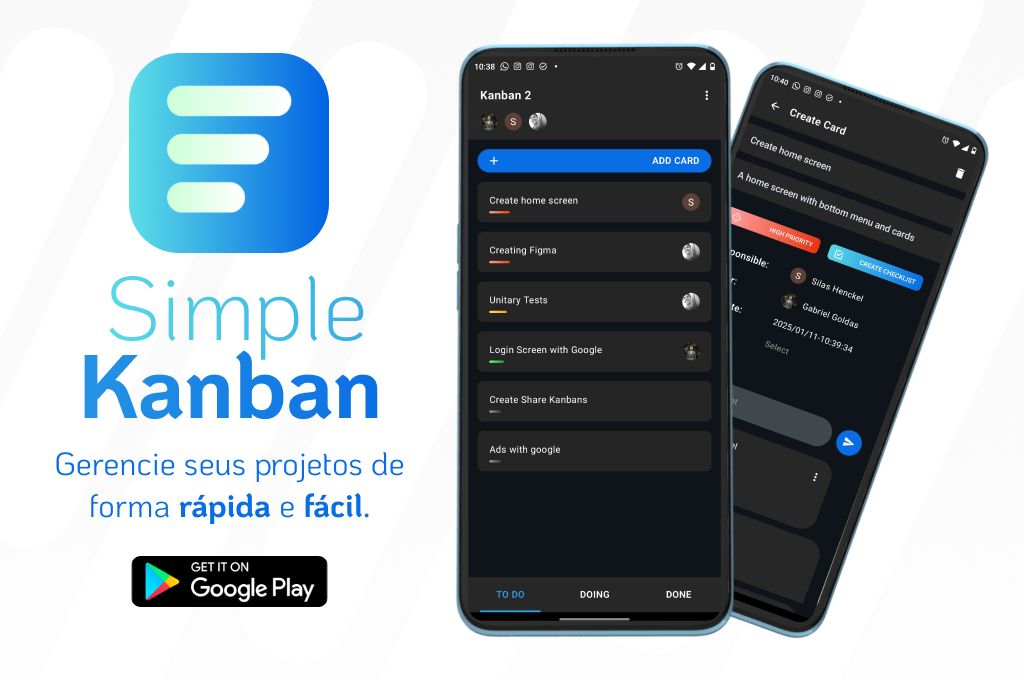 Simple
Kanban
Gerencie seus projetos de
forma rápida e fácil.
GET IT ON
Google Play
10:38
Kanban 2
S
+ ADD CARD
Create home screen
S
Creating Figma
Unitary Tests
Login Screen with Google
Create Share Kanbans
Ads with google
TO DO DOING DONE
10:40
Create Card
Create home screen
A home screen with bottom menu and cards
HIGH PRIORITY CREATE CHECKLIST
ponsible:
S Silas Henckel
r:
Gabriel Goldas
te:
2025/01/11-10:39:34
Select